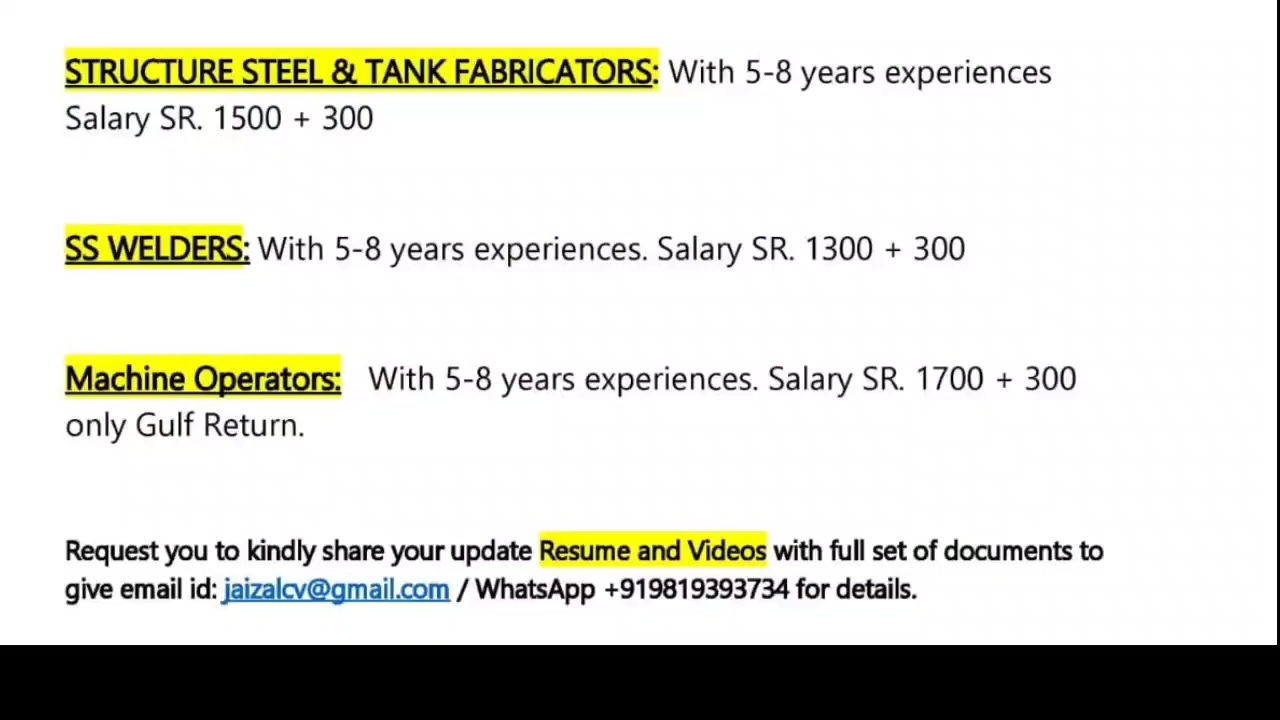 STRUCTURE STEEL & TANK FABRICATORS: With 5-8 years experiences
Salary SR. 1500 + 300
SS WELDERS: With 5-8 years experiences. Salary SR. 1300 + 300
Machine Operators: With 5-8 years experiences. Salary SR. 1700 + 300
only Gulf Return.
Request you to kindly share your update Resume and Videos with full set of documents to
give email id: jaizalcv@gmail.com / WhatsApp +919819393734 for details.